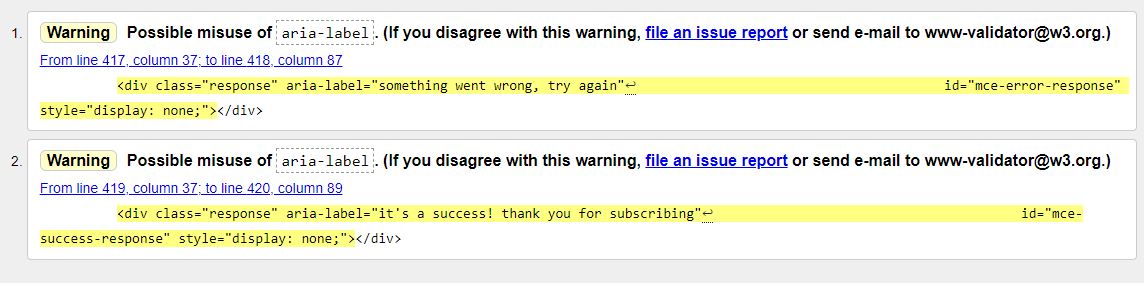 1. Warning Possible misuse of aria-label. (If you disagree with this warning, file an issue report or send e-mail to www-validator@w3.org.)
From line 417, column 37; to line 418, column 87
<div class="response" aria-label="something went wrong, try again"↩ id="mce-error-response"
style="display: none;"></div>
2. Warning Possible misuse of aria-label. (If you disagree with this warning, file an issue report or send e-mail to www-validator@w3.org.)
From line 419, column 37; to line 420, column 89
<div class="response" aria-label="it's a success! thank you for subscribing"↩ id="mce-
success-response" style="display: none;"></div>